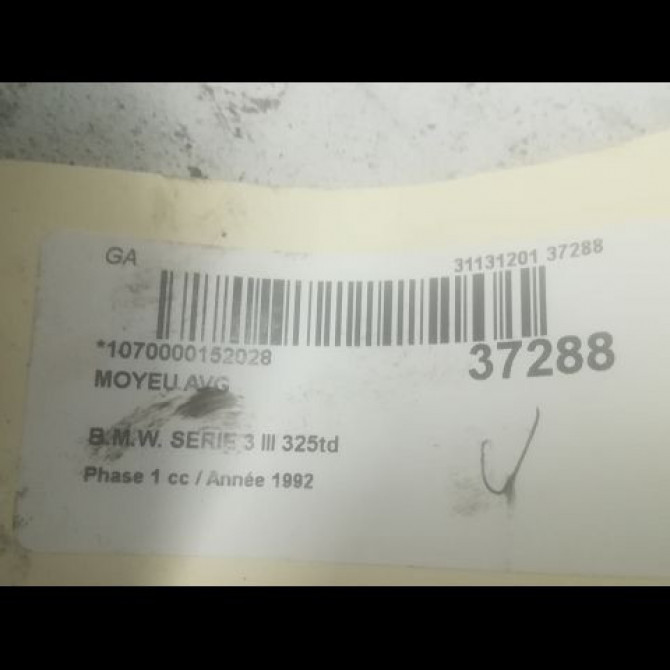 GA 31131201 37288
*1070000152028 37288
MOYEU AVG
B.M.W. SERIE 3 III 325td
Phase 1 cc / Année 1992